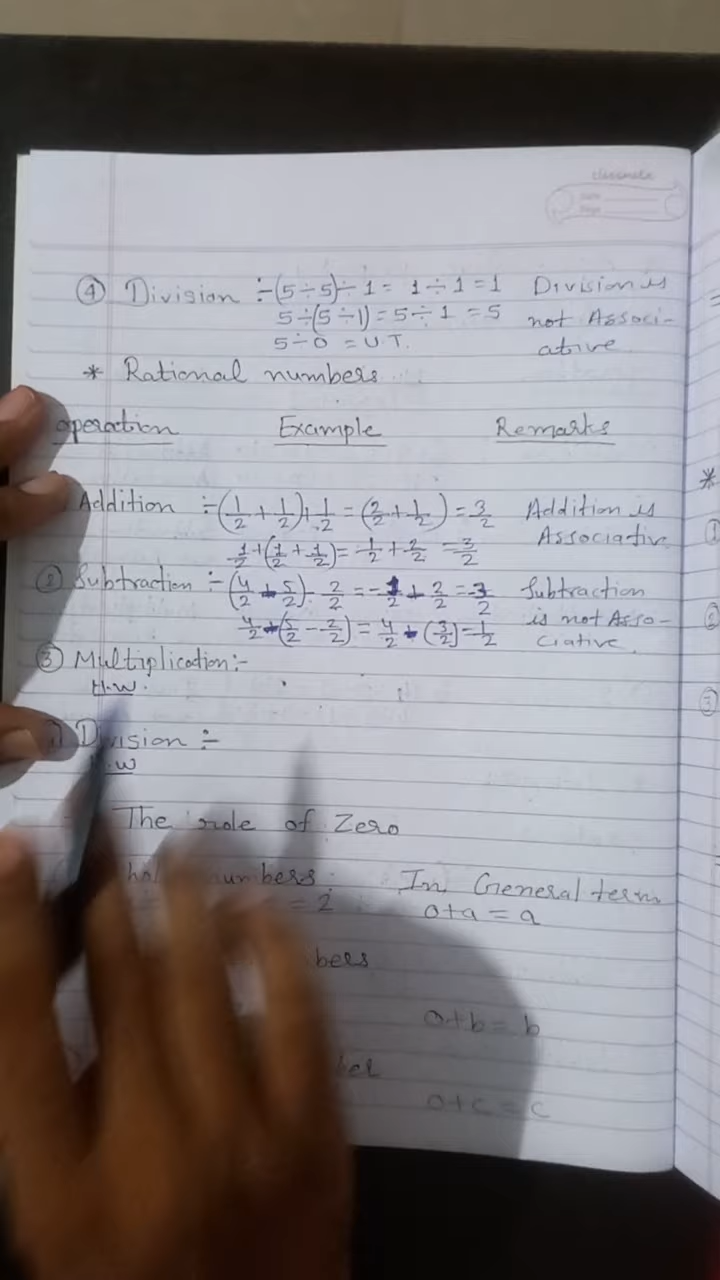 classmate
④ Division ÷ (5÷5)÷1 = 1÷1 = 1 Division is
5÷(5÷1) = 5÷1 = 5 not Associ-
5÷0 = U.T. ative
* Rational numbers
operation Example Remarks
Addition ÷ (1/2 + 1/2) + 1/2 = (2/2 + 1/2) = 3/2 Addition is
1/2 + (1/2 + 1/2) = 1/2 + 2/2 = 3/2 Associative
② Subtraction ÷ (4/2 - 5/2) - 2/2 = -1/2 + 2/2 = -3/2 Subtraction
4/2 - (5/2 - 2/2) = 4/2 - (3/2) = 1/2 is not Asso-
ciative
③ Multiplication :-
H.W.
Division ÷
The role of Zero
numbers In General term
= 2 0+a = a
bers
0+b = b
0+c = c